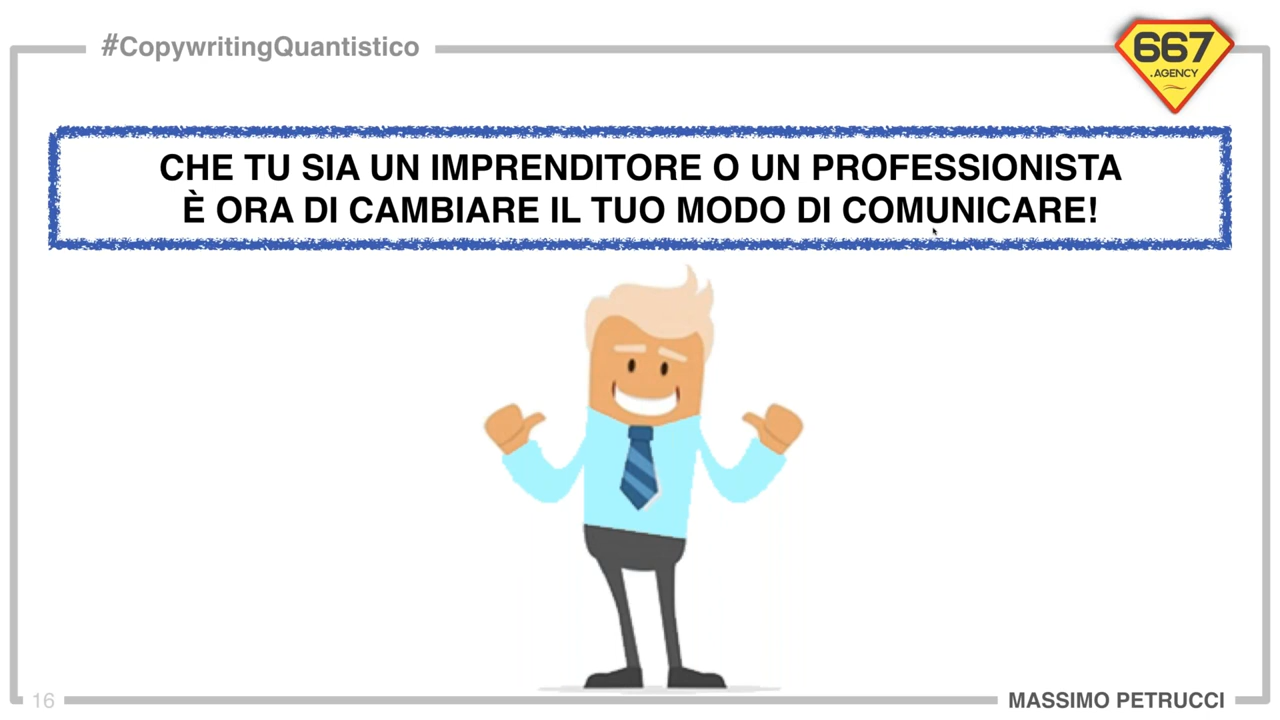 #CopywritingQuantistico
667
.AGENCY
CHE TU SIA UN IMPRENDITORE O UN PROFESSIONISTA
È ORA DI CAMBIARE IL TUO MODO DI COMUNICARE!
16
MASSIMO PETRUCCI